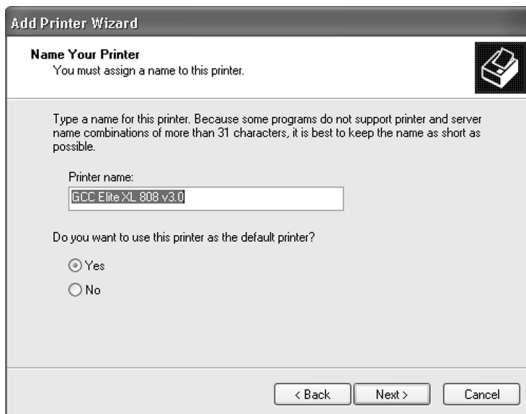 Add Printer Wizard
Name Your Printer
You must assign a name to this printer.
Type a name for this printer. Because some programs do not support printer and server
name combinations of more than 31 characters, it is best to keep the name as short as
possible.
Printer name:
GCC Elite XL 808 v3.0
Do you want to use this printer as the default printer?
Yes
No
< Back Next > Cancel